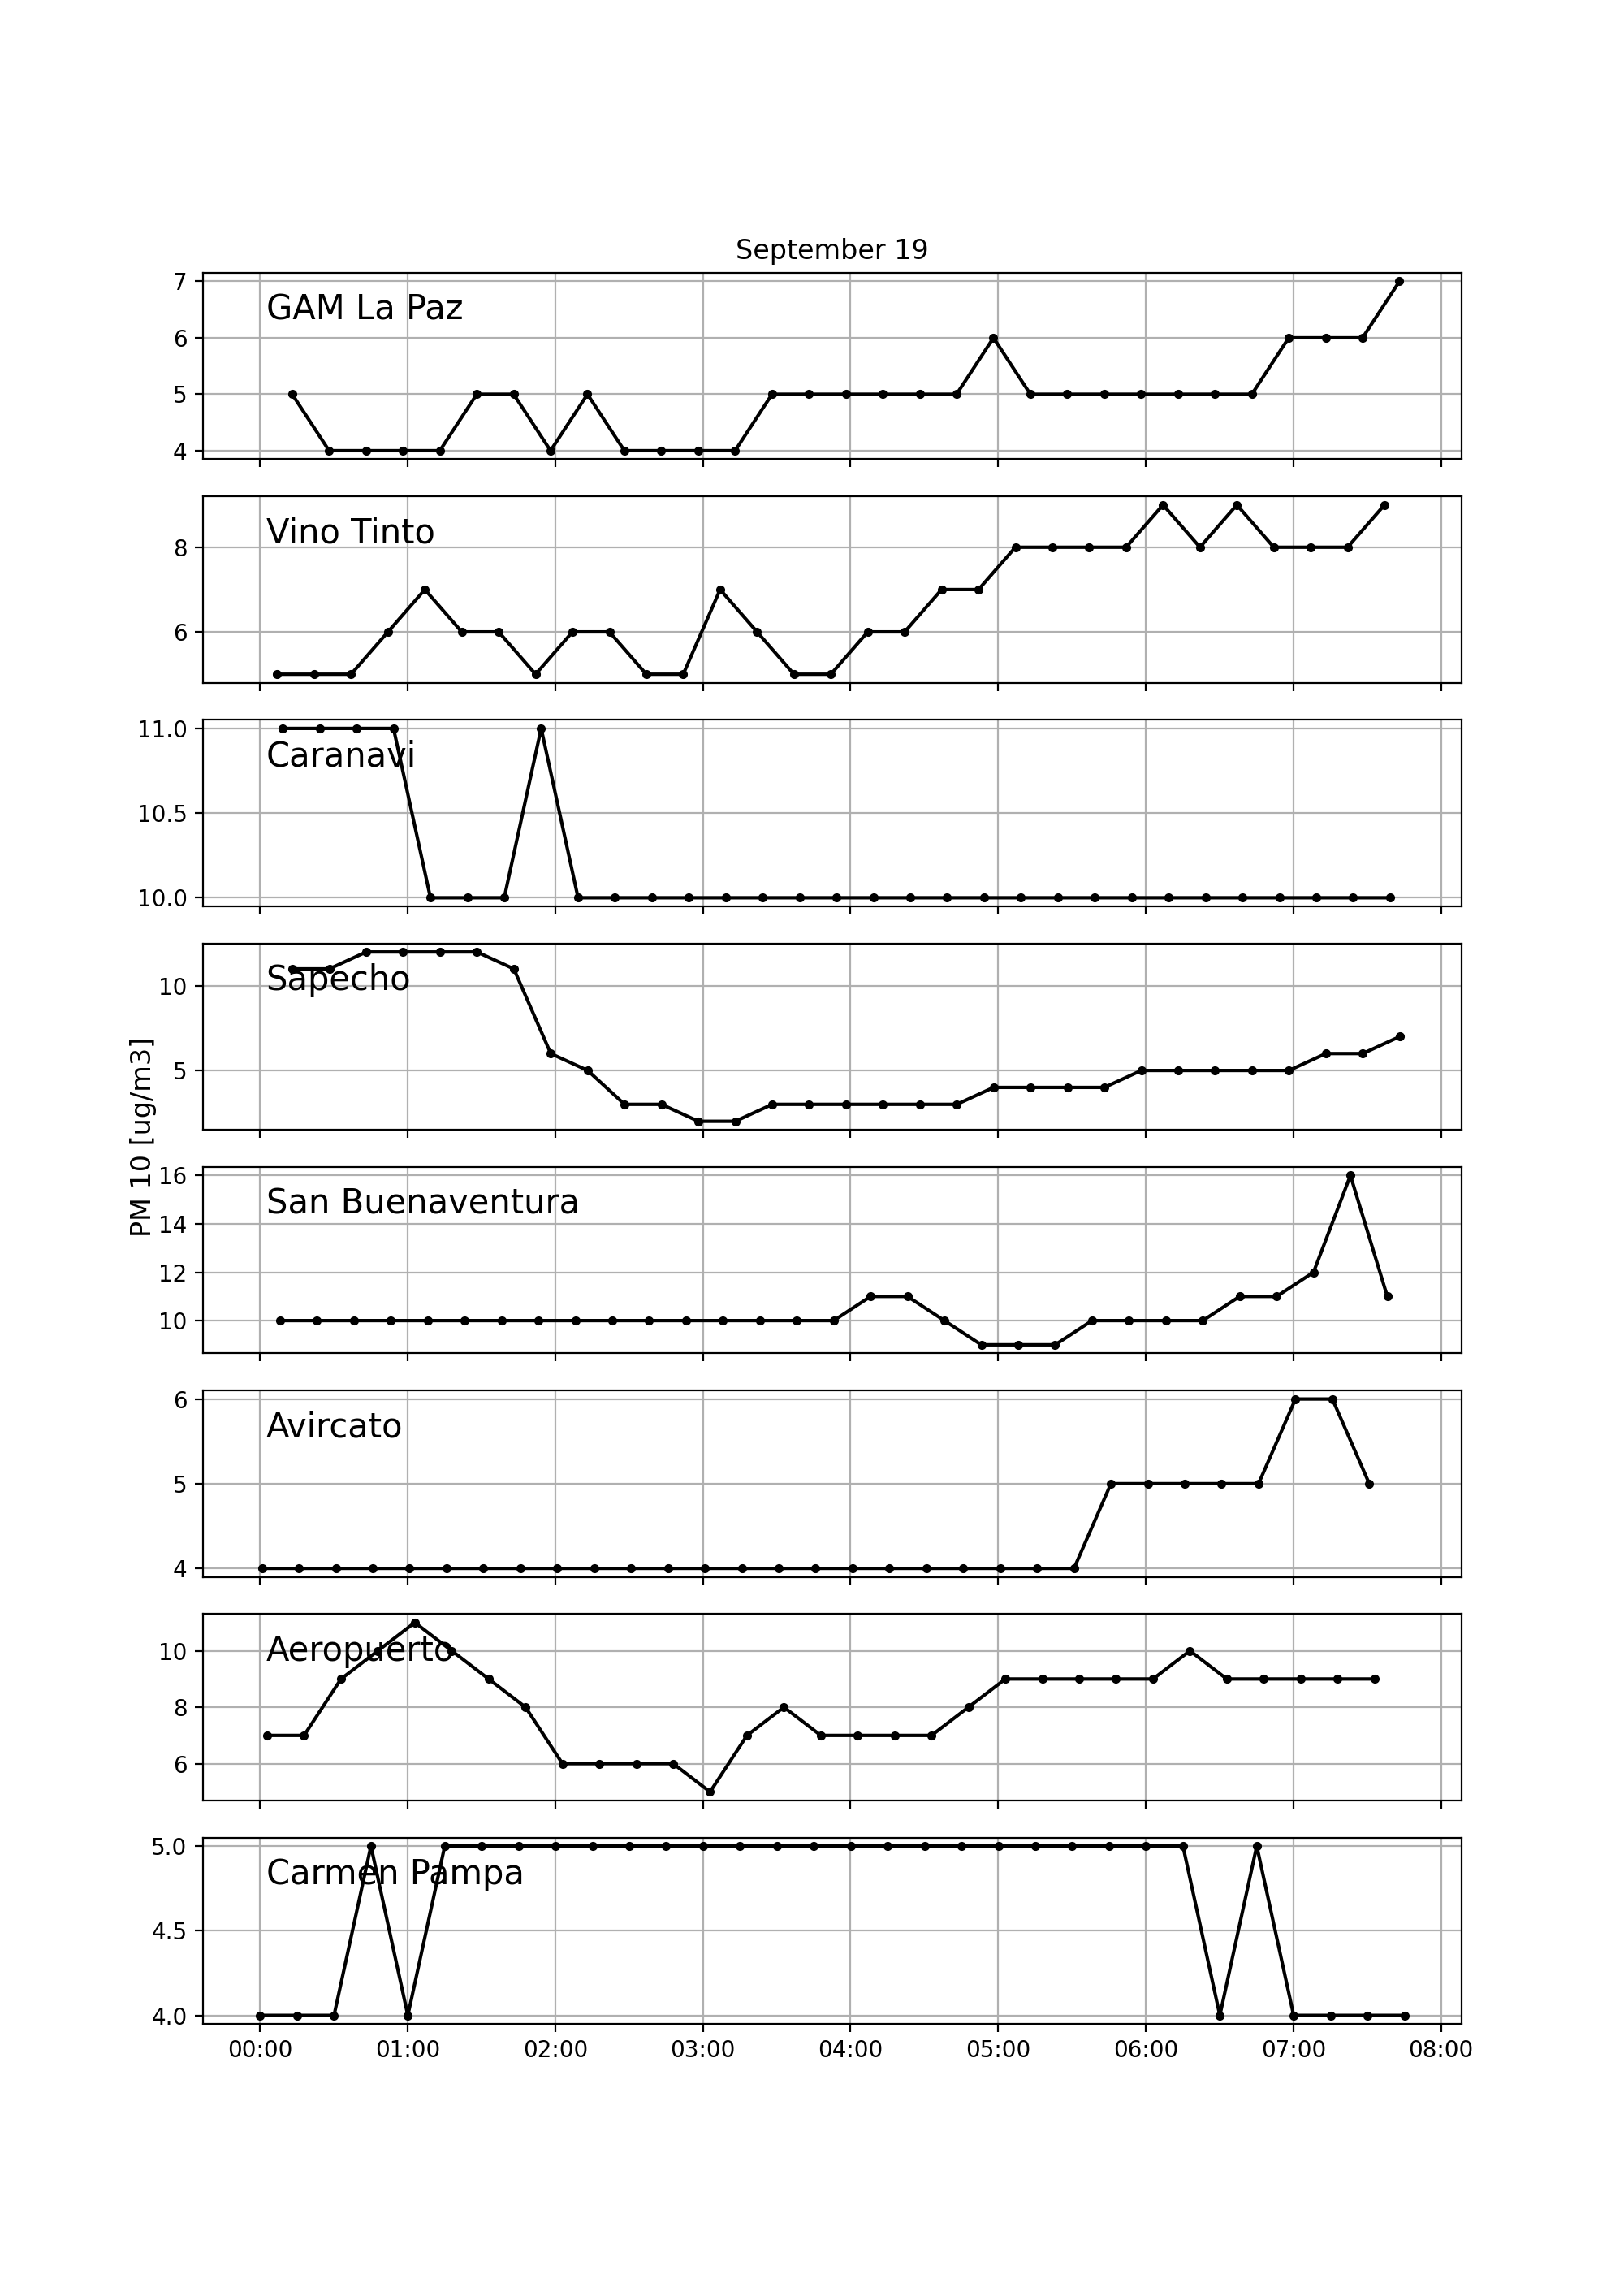 September 19
7
GAM La Paz
6
5
4
Vino Tinto
8
6
11.0
Caranavi
10.5
10.0
Sapecho
10
5
PM 10 [ug/m3]
16
San Buenaventura
14
12
10
6
Avircato
5
4
Aeropuerto
10
8
6
5.0
Carmen Pampa
4.5
4.0
00:00 01:00 02:00 03:00 04:00 05:00 06:00 07:00 08:00